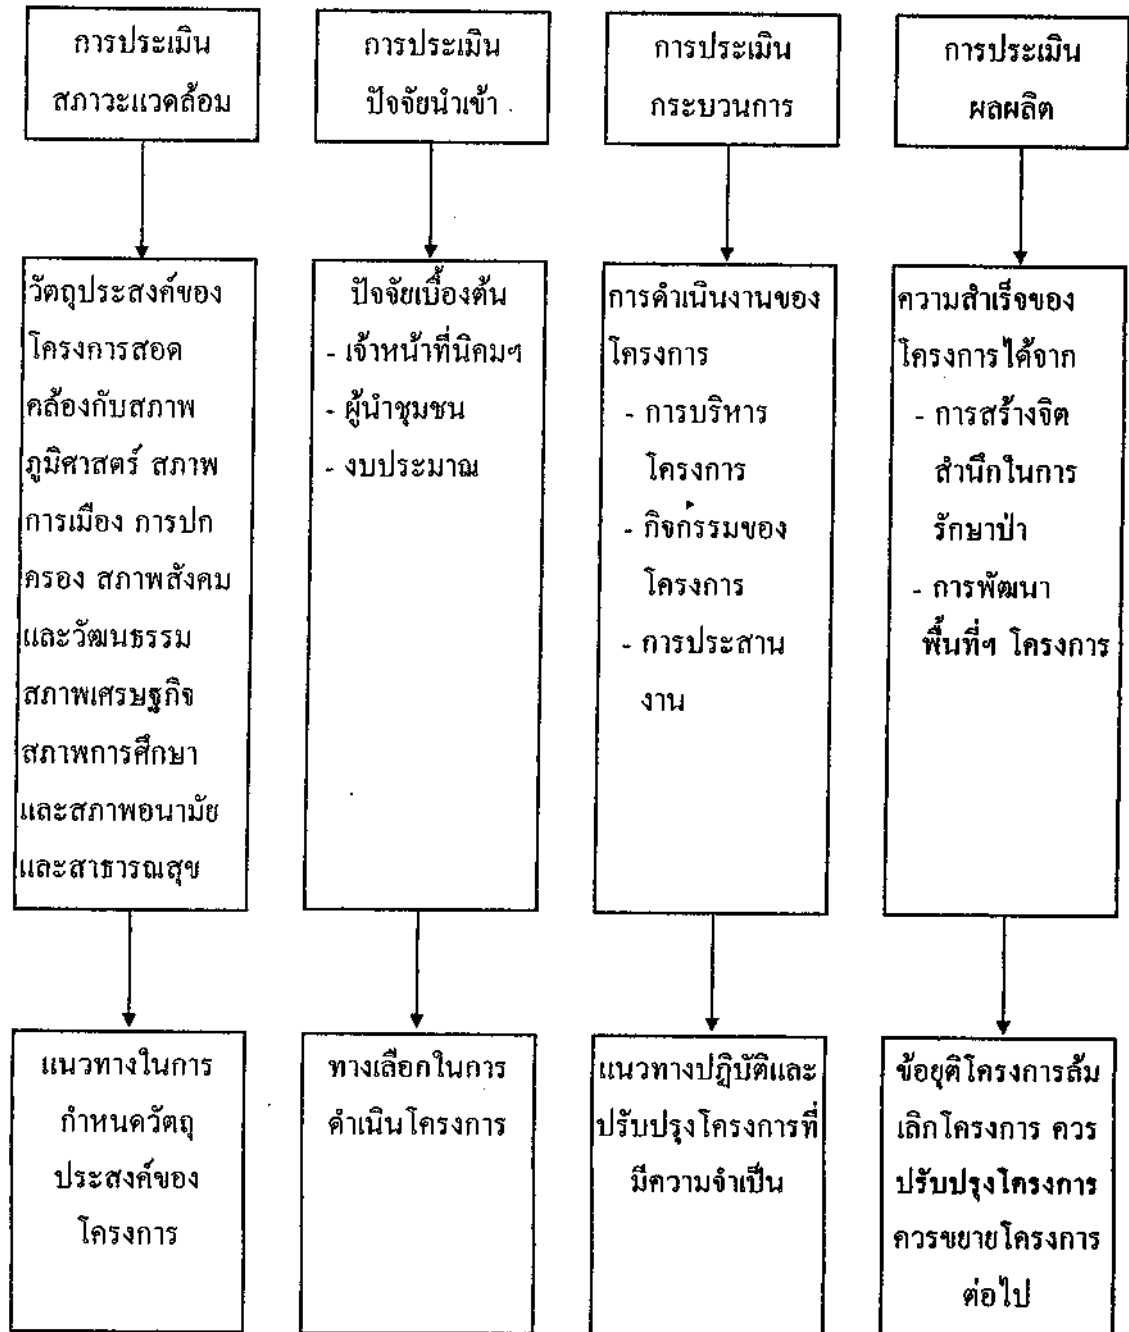 การประเมิน
สภาวะแวดล้อม
การประเมิน
ปัจจัยนำเข้า
การประเมิน
กระบวนการ
การประเมิน
ผลผลิต
วัตถุประสงค์ของ
โครงการสอด
คล้องกับสภาพ
ภูมิศาสตร์ สภาพ
การเมือง การปก
ครอง สภาพสังคม
และวัฒนธรรม
สภาพเศรษฐกิจ
สภาพการศึกษา
และสภาพอนามัย
และสาธารณสุข
ปัจจัยเบื้องต้น
- เจ้าหน้าที่นิคมฯ
- ผู้นำชุมชน
- งบประมาณ
การดำเนินงานของ
โครงการ
- การบริหาร
โครงการ
- กิจกรรมของ
โครงการ
- การประสาน
งาน
ความสำเร็จของ
โครงการได้จาก
- การสร้างจิต
สำนึกในการ
รักษาป่า
- การพัฒนา
พื้นที่ฯ โครงการ
แนวทางในการ
กำหนดวัตถุ
ประสงค์ของ
โครงการ
ทางเลือกในการ
ดำเนินโครงการ
แนวทางปฏิบัติและ
ปรับปรุงโครงการที่
มีความจำเป็น
ข้อยุติโครงการล้ม
เลิกโครงการ ควร
ปรับปรุงโครงการ
ควรขยายโครงการ
ต่อไป